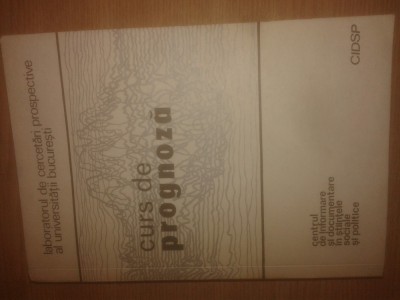 laboratorul de cercetări prospective
al universității bucurești
curs de
prognoză
centrul
de informare
și documentare
în științele
sociale
și politice
CIDSP